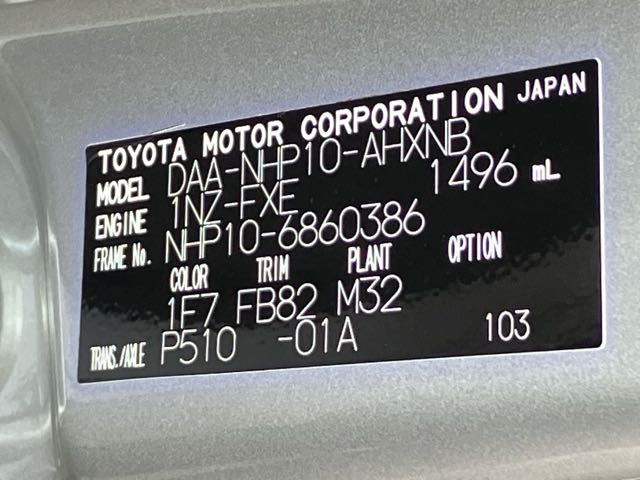 TOYOTA MOTOR CORPORATION JAPAN
MODEL DAA-NHP10-AHXNB
ENGINE 1NZ-FXE 1496 mL
FRAME No. NHP10-6860386
COLOR TRIM PLANT OPTION
1F7 FB82 M32
TRANS./AXLE P510 -01A 103